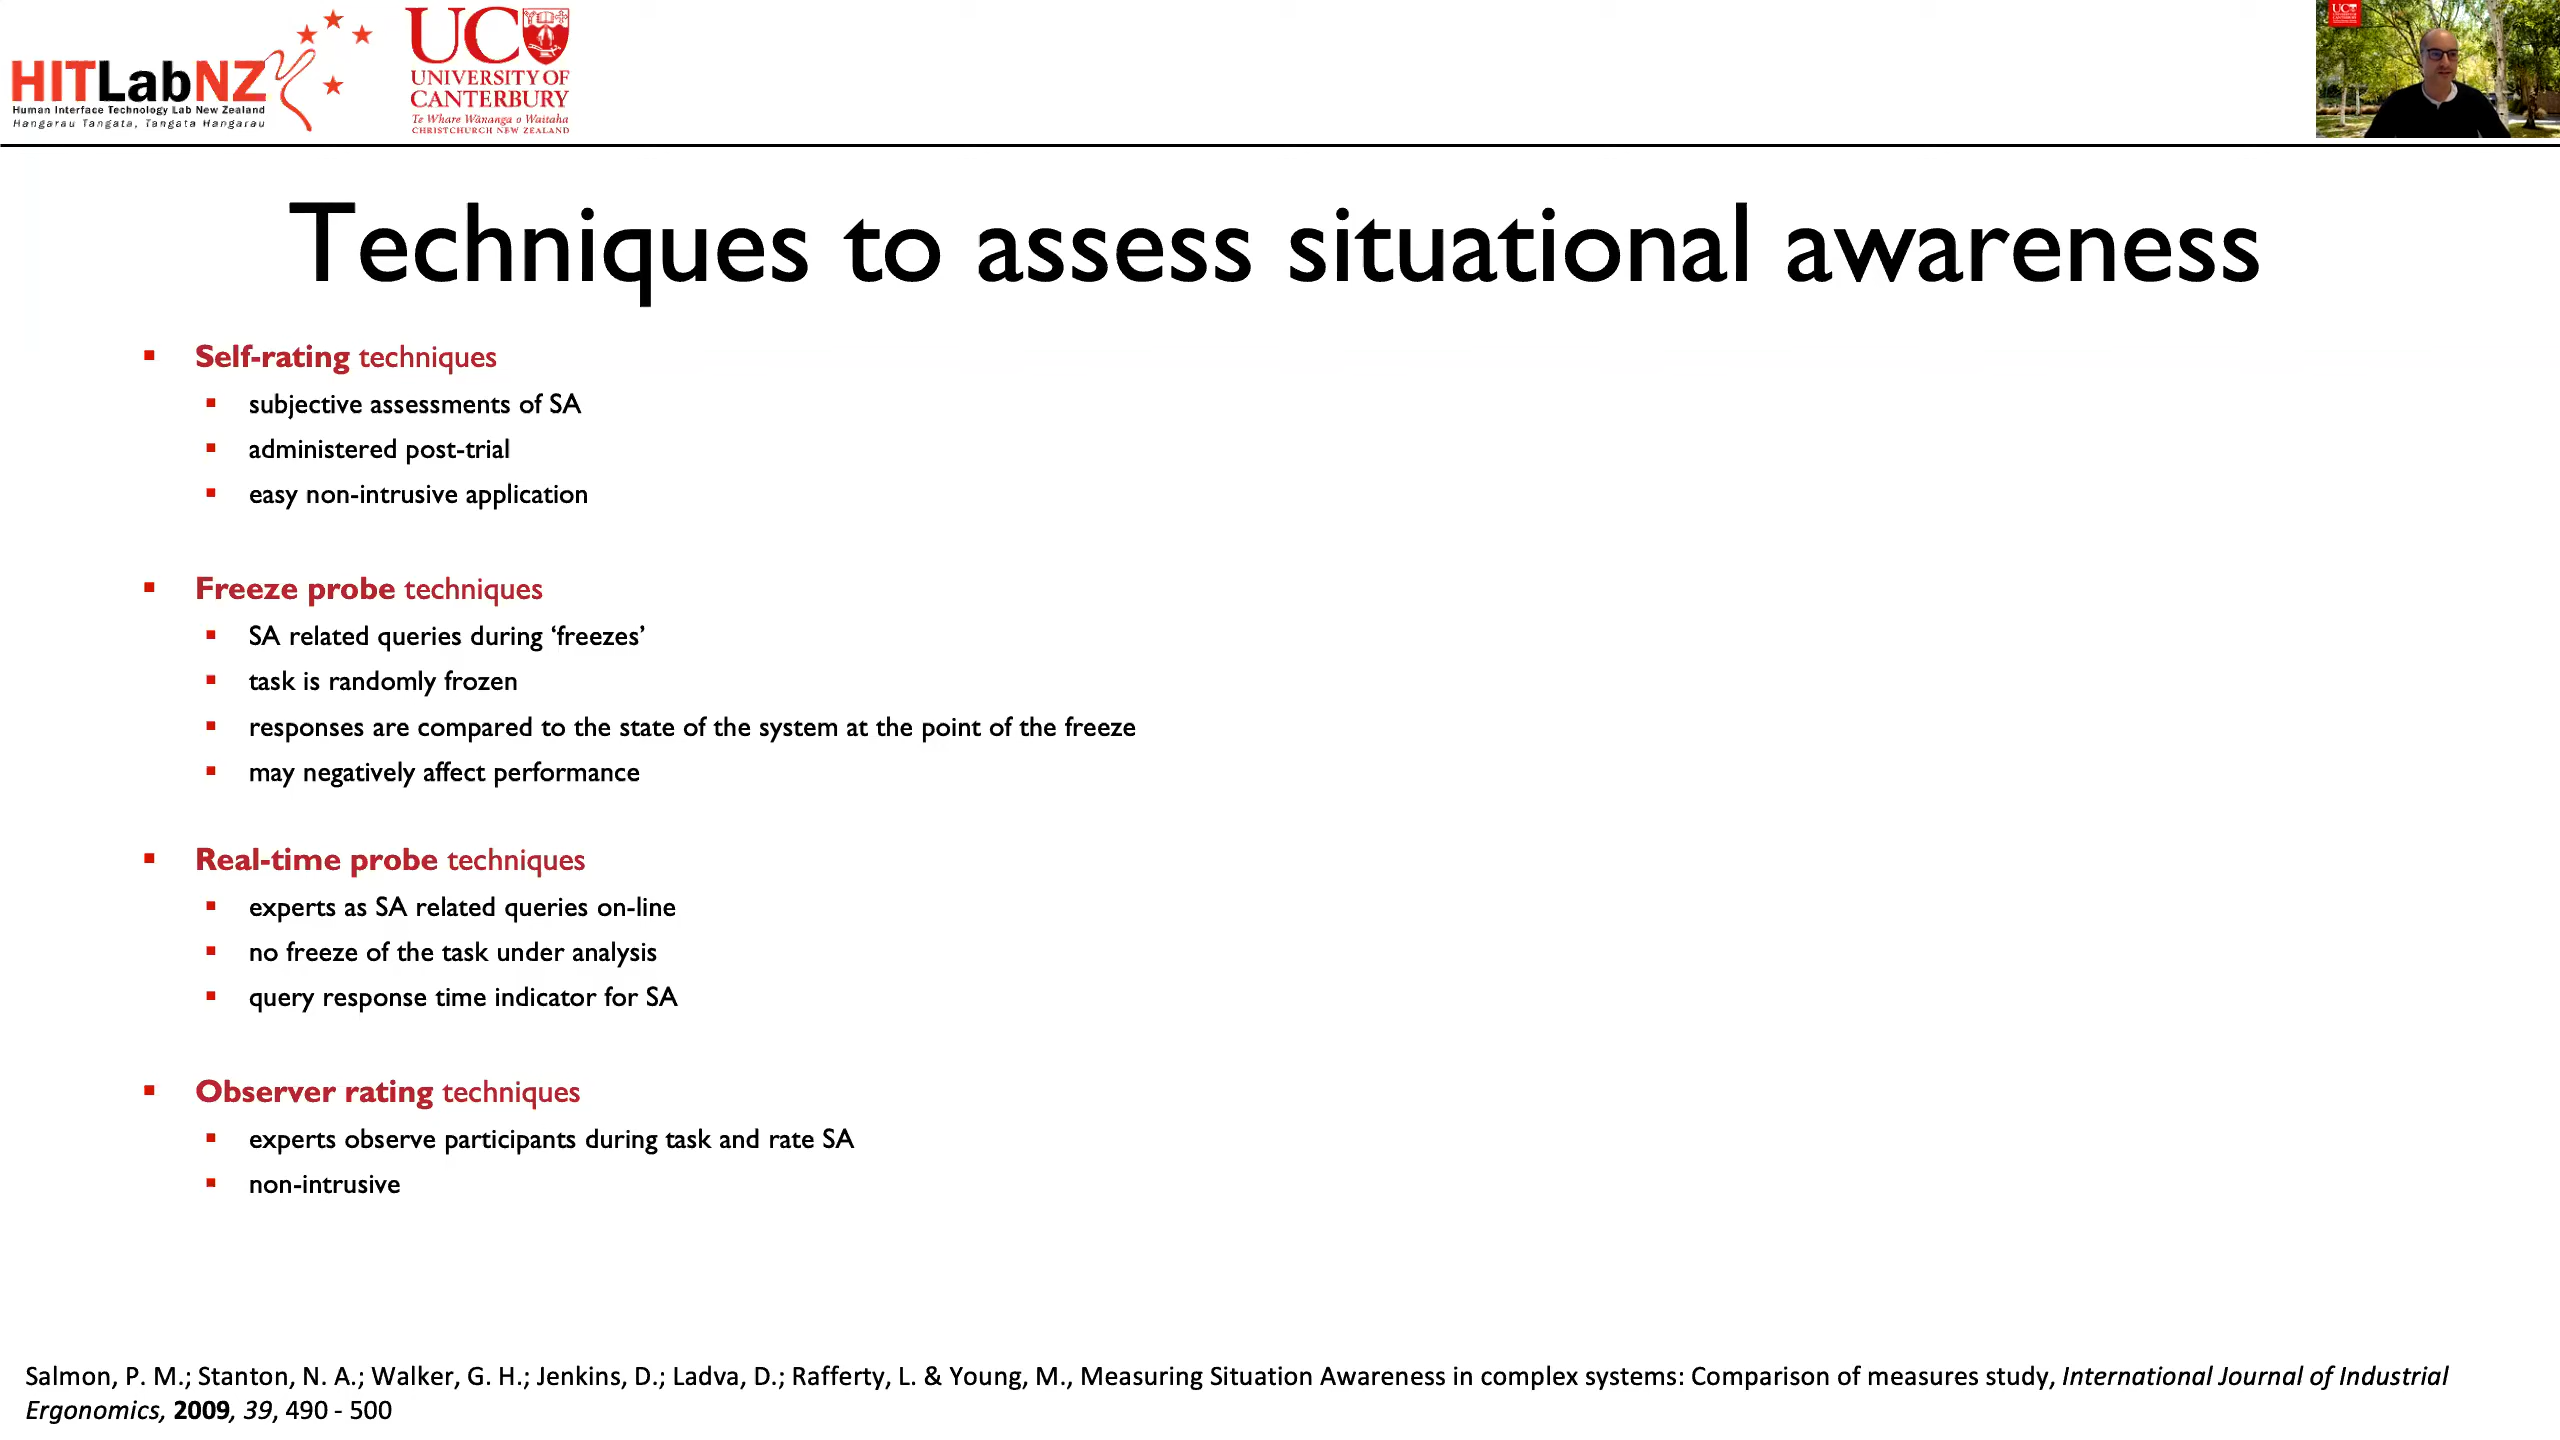 HITLabNZ
Human Interface Technology Lab New Zealand
Hangarau Tangata, Tangata Hangarau
UC
UNIVERSITY OF
CANTERBURY
Te Whare Wānanga o Waitaha
CHRISTCHURCH NEW ZEALAND
UC
Techniques to assess situational awareness
Self-rating techniques
subjective assessments of SA
administered post-trial
easy non-intrusive application
Freeze probe techniques
SA related queries during ‘freezes’
task is randomly frozen
responses are compared to the state of the system at the point of the freeze
may negatively affect performance
Real-time probe techniques
experts as SA related queries on-line
no freeze of the task under analysis
query response time indicator for SA
Observer rating techniques
experts observe participants during task and rate SA
non-intrusive
Salmon, P. M.; Stanton, N. A.; Walker, G. H.; Jenkins, D.; Ladva, D.; Rafferty, L. & Young, M., Measuring Situation Awareness in complex systems: Comparison of measures study, International Journal of Industrial
Ergonomics, 2009, 39, 490 - 500